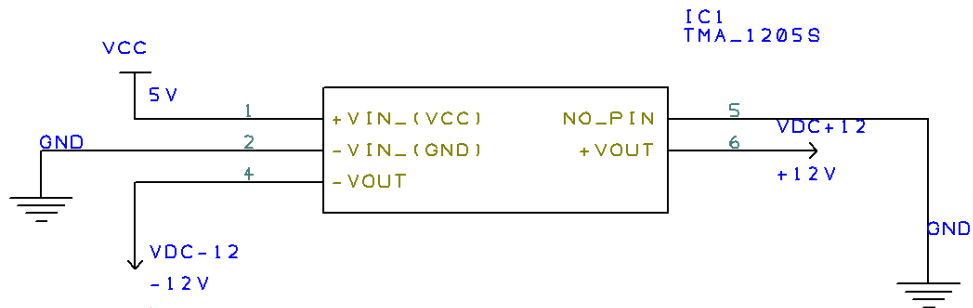 IC1
TMA_1205S
VCC
5V
1
+VIN_(VCC)
NO_PIN
5
GND
2
-VIN_(GND)
+VOUT
6
VDC+12
4
-VOUT
+12V
GND
VDC-12
-12V